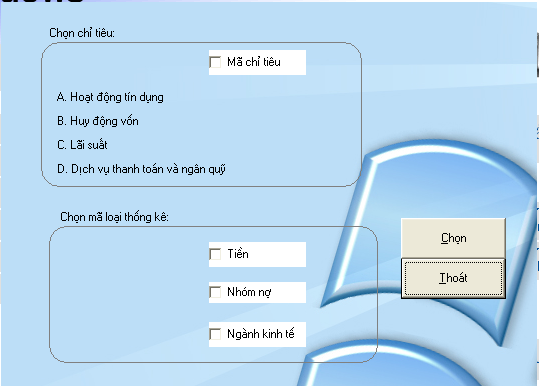 Chọn chỉ tiêu:
Mã chỉ tiêu
A. Hoạt động tín dụng
B. Huy động vốn
C. Lãi suất
D. Dịch vụ thanh toán và ngân quỹ
Chọn mã loại thống kê:
Tiền
Nhóm nợ
Ngành kinh tế
Chọn
Thoát